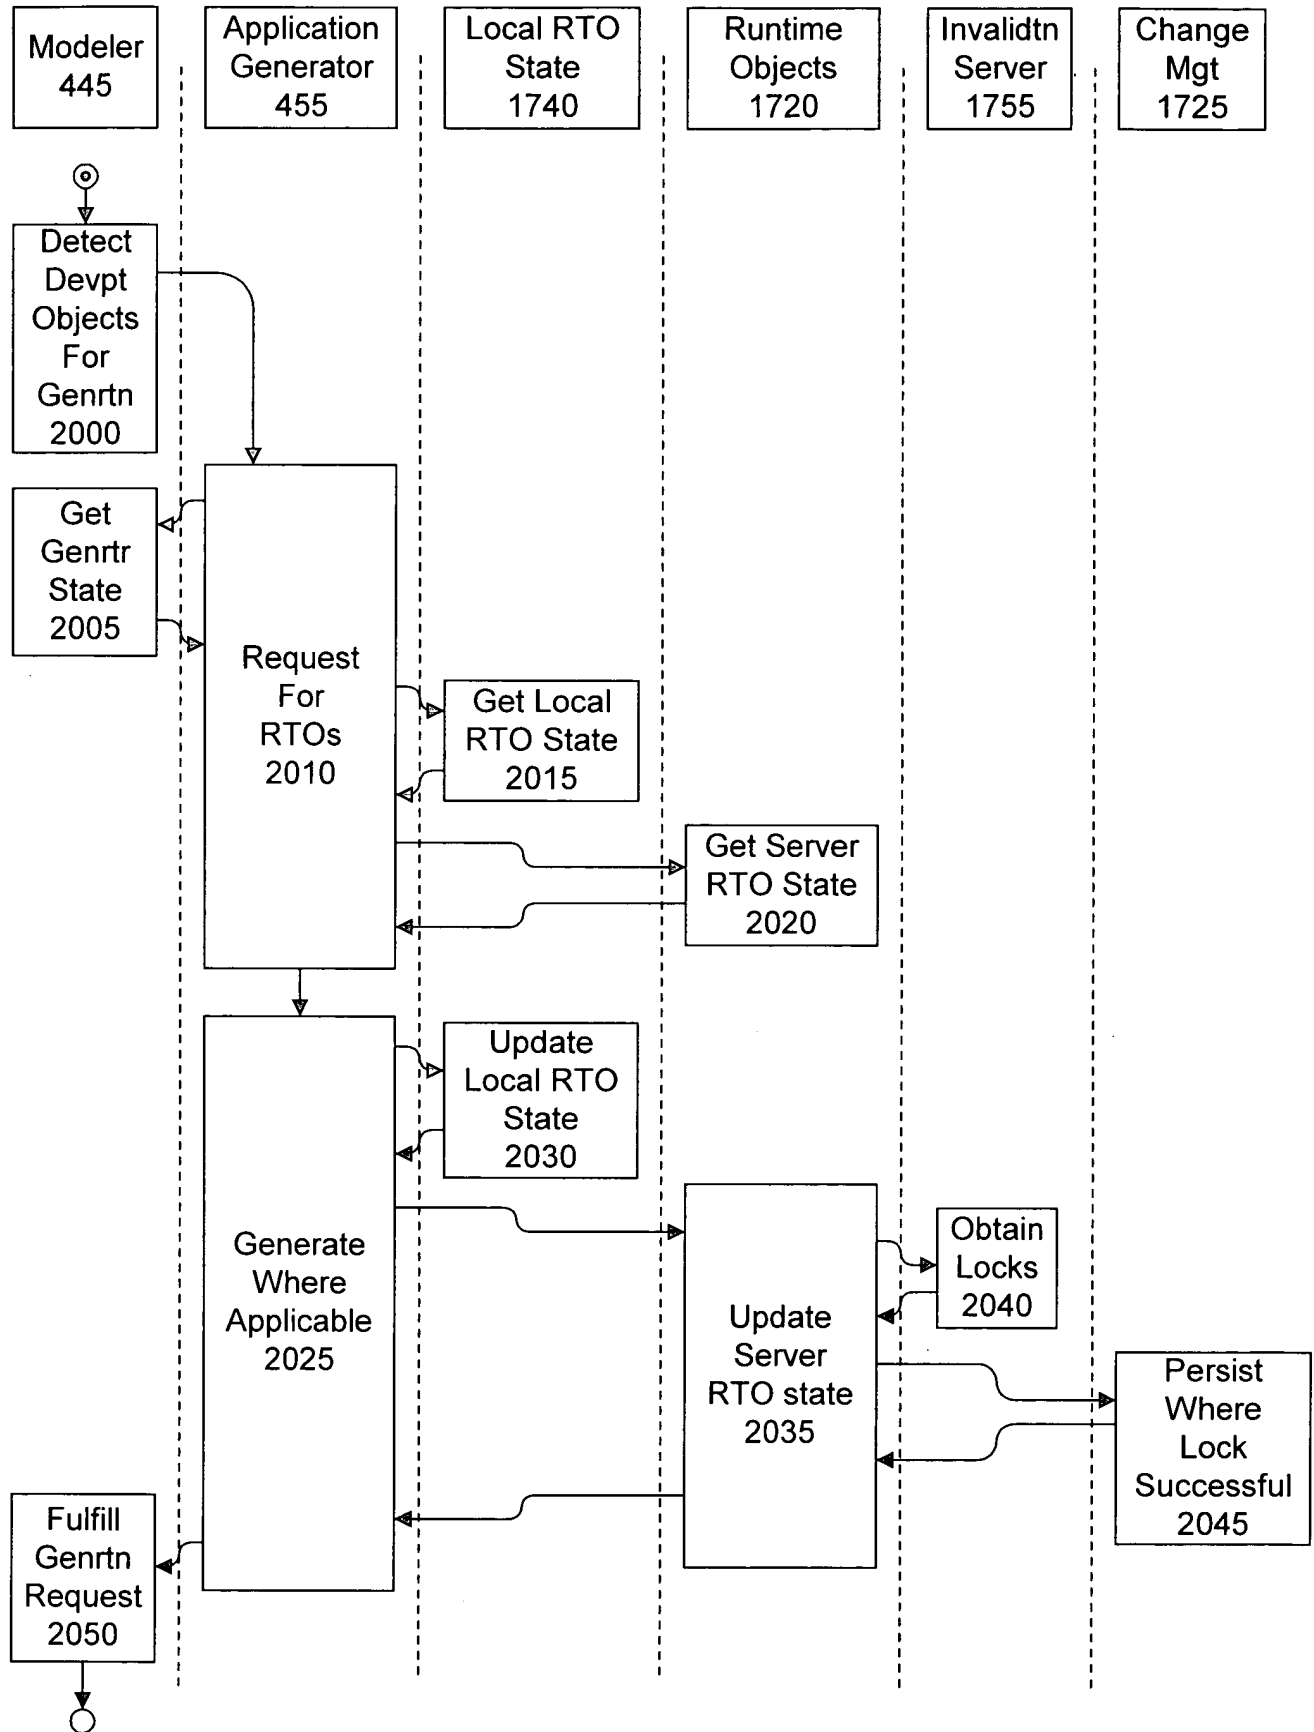 Modeler
445
Application
Generator
455
Local RTO
State
1740
Runtime
Objects
1720
Invalidtn
Server
1755
Change
Mgt
1725
Detect
Devpt
Objects
For
Genrtn
2000
Get
Genrtr
State
2005
Request
For
RTOs
2010
Get Local
RTO State
2015
Get Server
RTO State
2020
Generate
Where
Applicable
2025
Update
Local RTO
State
2030
Update
Server
RTO state
2035
Obtain
Locks
2040
Persist
Where
Lock
Successful
2045
Fulfill
Genrtn
Request
2050